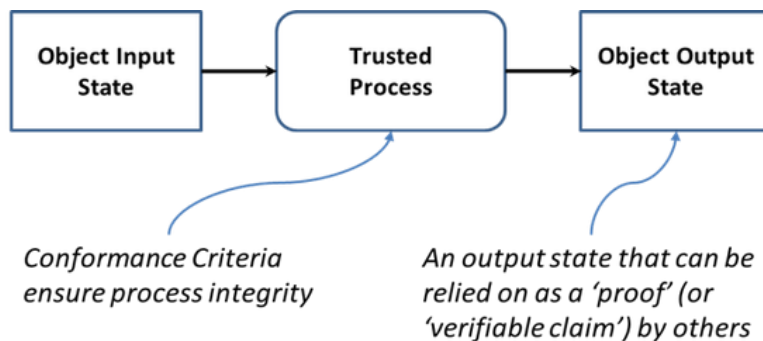 Object Input
State
Trusted
Process
Object Output
State
Conformance Criteria
ensure process integrity
An output state that can be
relied on as a ‘proof’ (or
‘verifiable claim’) by others